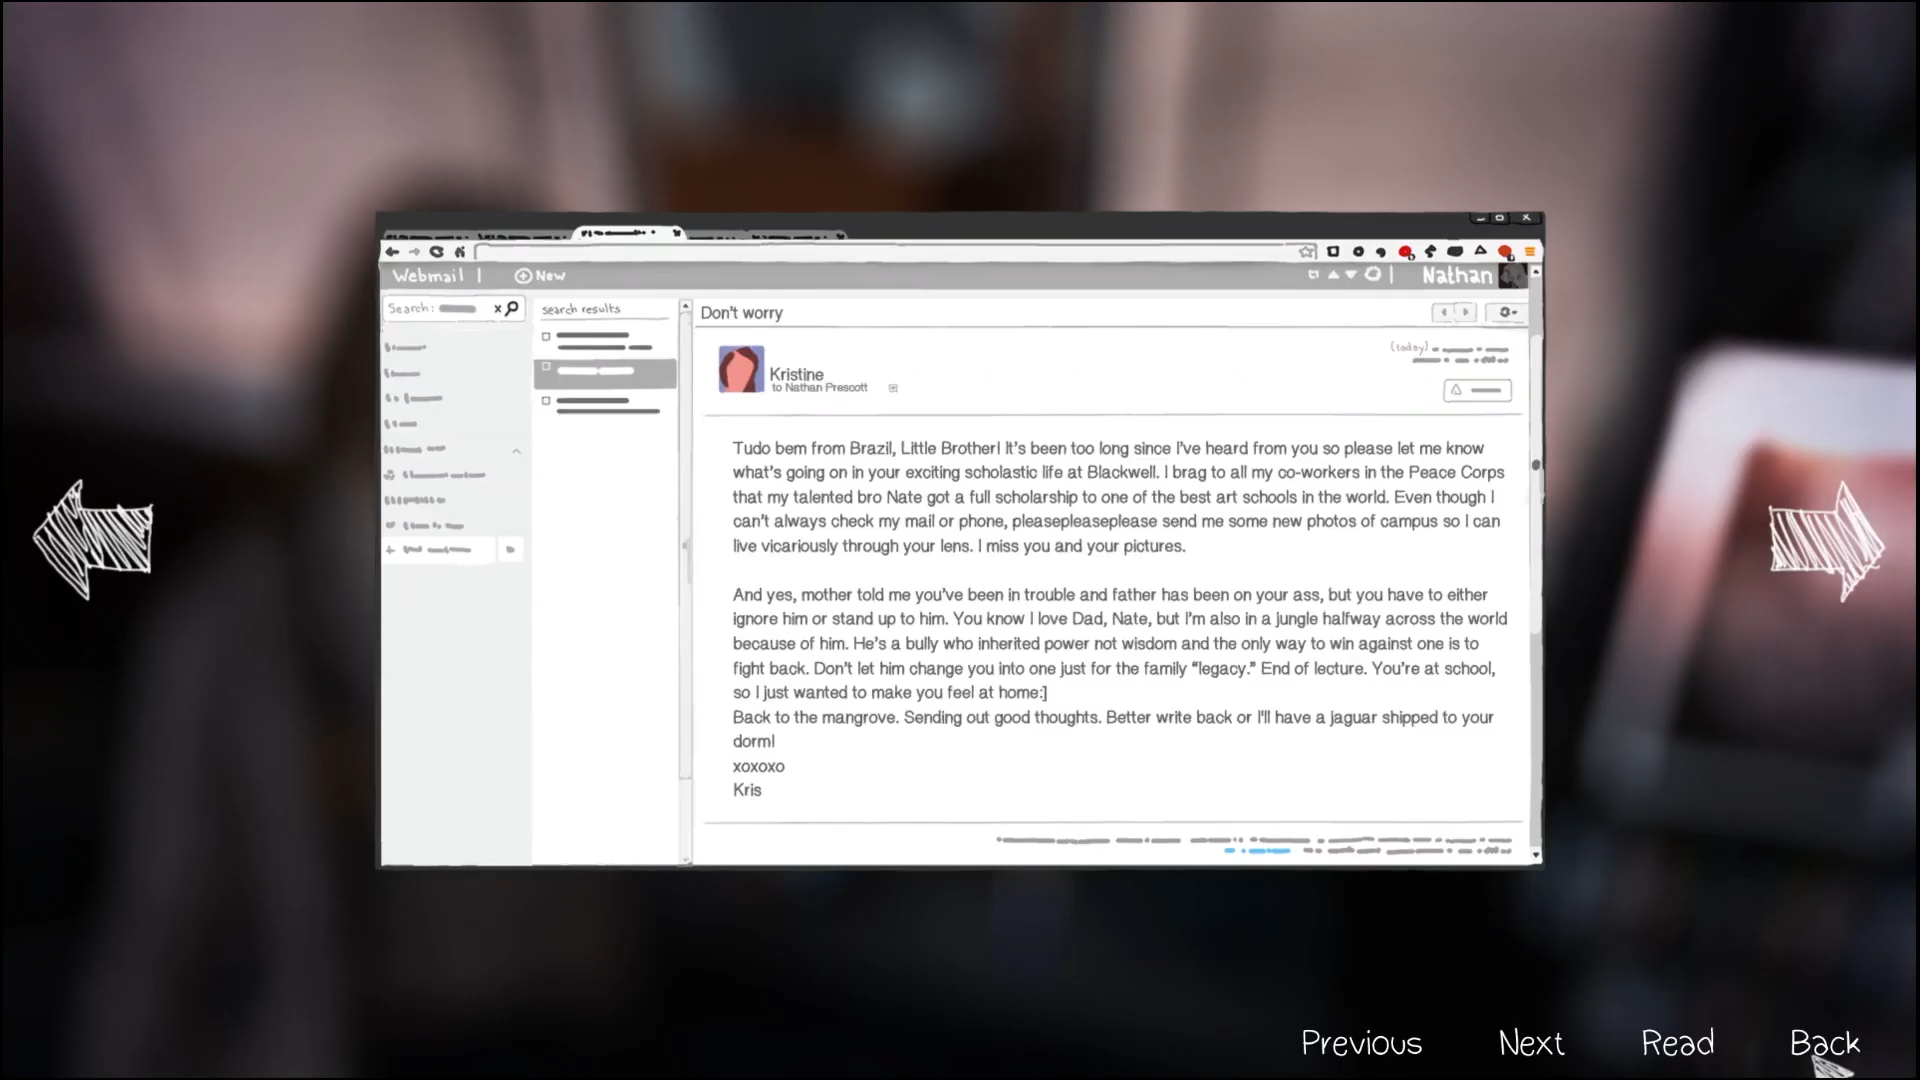 Webmail |
New
Nathan
Search:
search results
Don't worry
(today)
Kristine
to Nathan Prescott
Tudo bem from Brazil, Little Brother! It's been too long since I've heard from you so please let me know
what's going on in your exciting scholastic life at Blackwell. I brag to all my co-workers in the Peace Corps
that my talented bro Nate got a full scholarship to one of the best art schools in the world. Even though I
can't always check my mail or phone, pleasepleaseplease send me some new photos of campus so I can
live vicariously through your lens. I miss you and your pictures.
And yes, mother told me you've been in trouble and father has been on your ass, but you have to either
ignore him or stand up to him. You know I love Dad, Nate, but I'm also in a jungle halfway across the world
because of him. He's a bully who inherited power not wisdom and the only way to win against one is to
fight back. Don't let him change you into one just for the family “legacy.” End of lecture. You're at school,
so I just wanted to make you feel at home:]
Back to the mangrove. Sending out good thoughts. Better write back or I'll have a jaguar shipped to your
dorm!
xoxoxo
Kris
Previous
Next
Read
Back